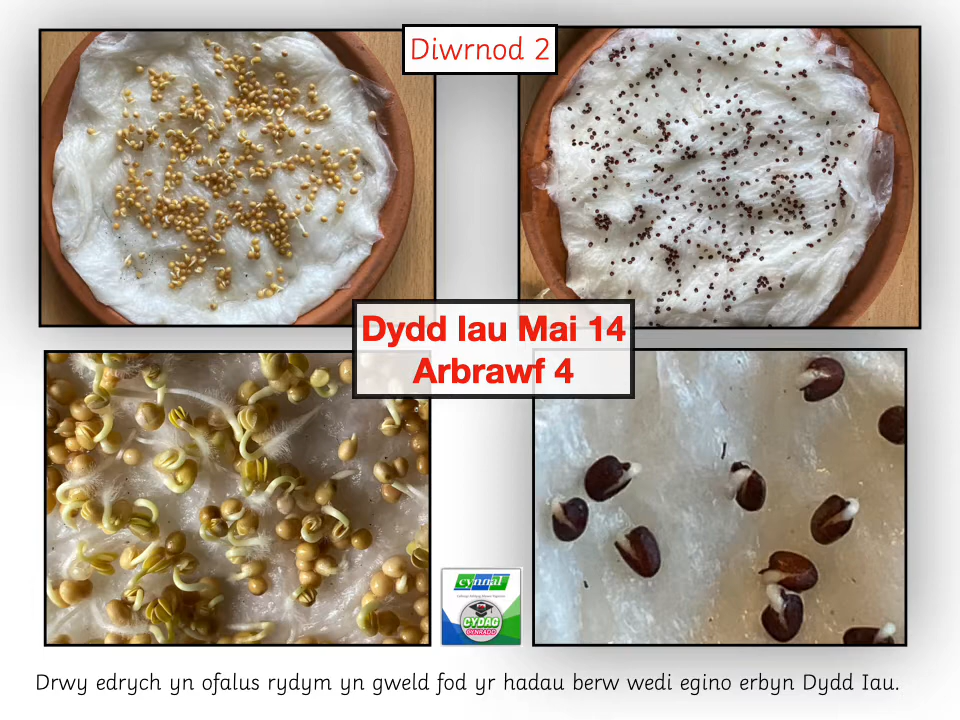 Diwrnod 2
Dydd Iau Mai 14
Arbrawf 4
cynnal
CYDAG
CYNRADD
Drwy edrych yn ofalus rydym yn gweld fod yr hadau berw wedi egino erbyn Dydd Iau.